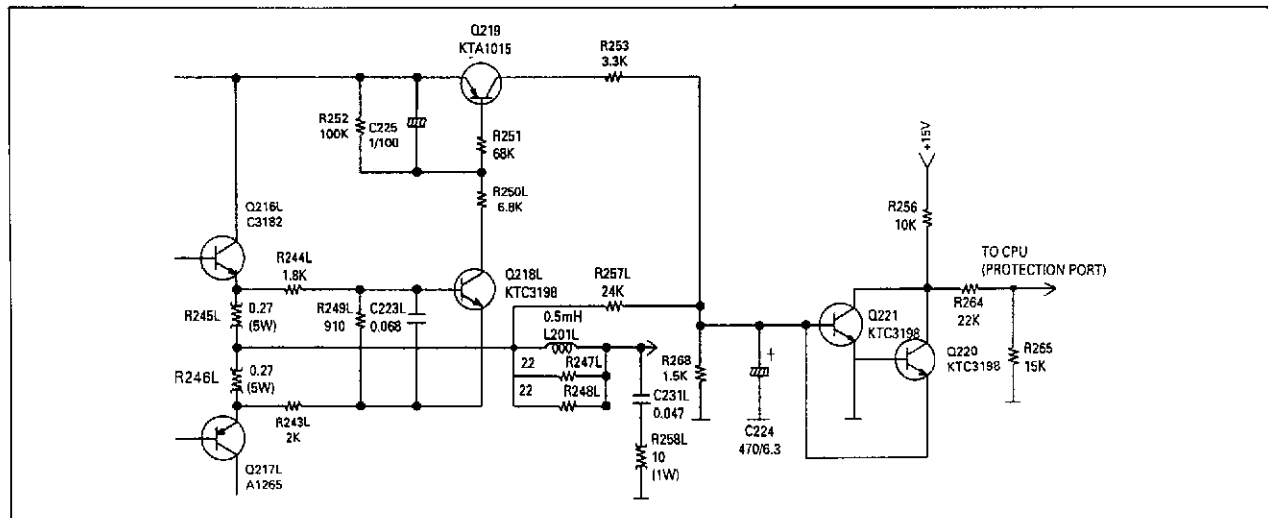 Q219
KTA1015
R253
3.3K
R252
100K
C225
1/100
R251
68K
+15V
R250L
6.8K
Q216L
C3182
R256
10K
R244L
1.8K
Q218L
KTC3198
R257L
24K
TO CPU
(PROTECTION PORT)
R245L
0.27
(5W)
R249L
910
C223L
0.068
0.5mH
L201L
R264
22K
Q221
KTC3198
22
R247L
R268
1.5K
+
Q220
KTC3198
R265
15K
R246L
0.27
(5W)
22
R248L
C231L
0.047
R243L
2K
C224
470/6.3
R258L
10
(1W)
Q217L
A1265